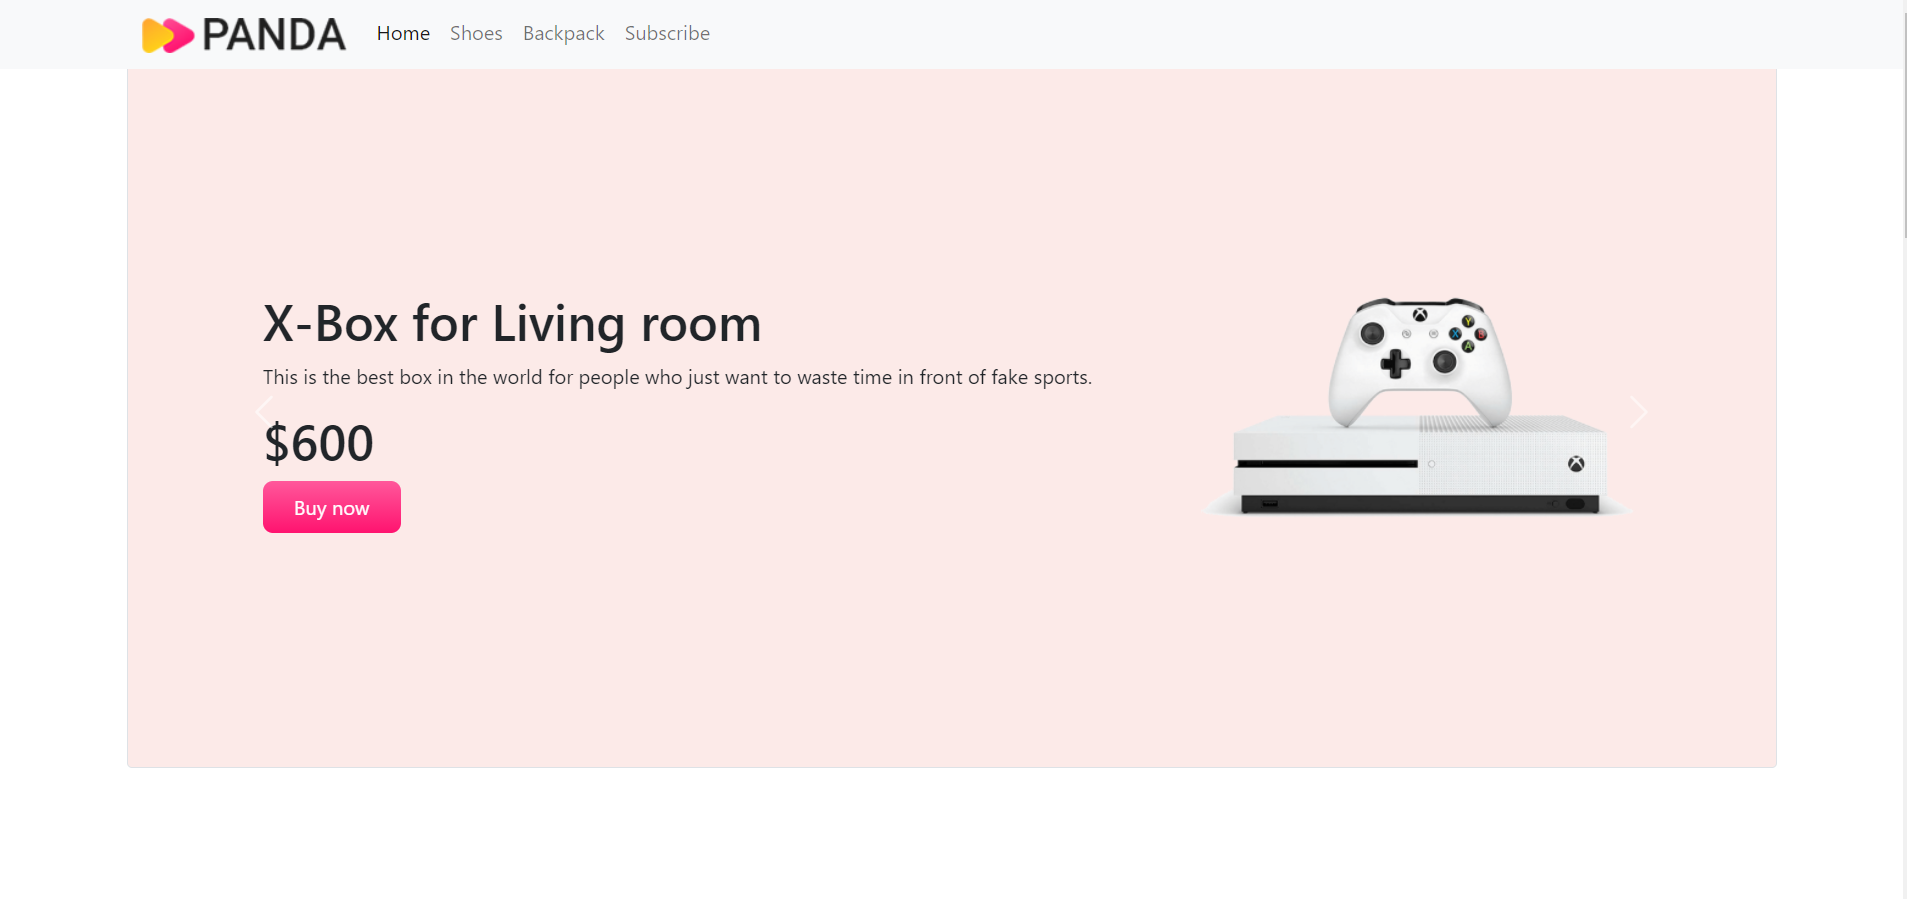 PANDA Home Shoes Backpack Subscribe
X-Box for Living room
This is the best box in the world for people who just want to waste time in front of fake sports.
$600
Buy now
Y
X B
A